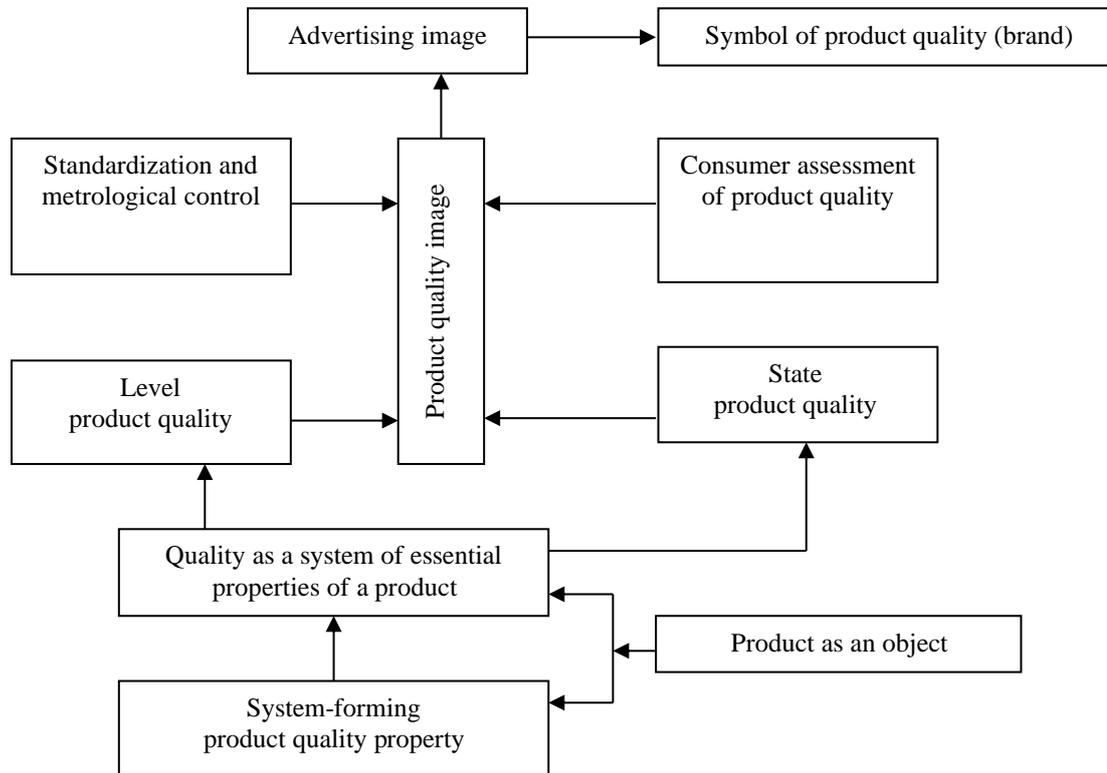 Advertising image
Symbol of product quality (brand)
Standardization and
metrological control
Product quality image
Consumer assessment
of product quality
Level
product quality
State
product quality
Quality as a system of essential
properties of a product
Product as an object
System-forming
product quality property